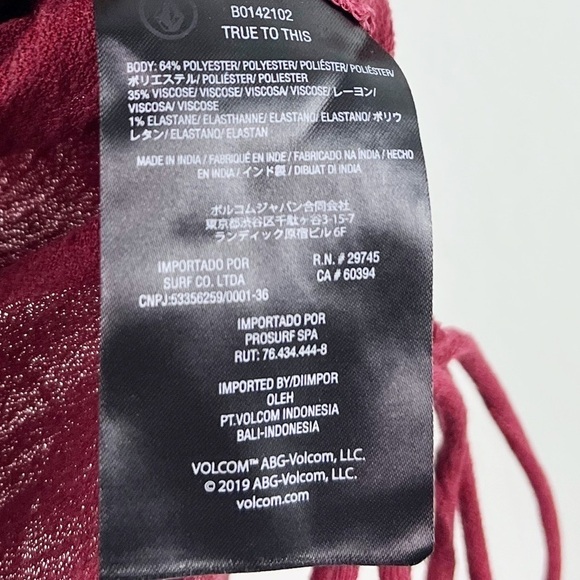 B0142102
TRUE TO THIS
BODY: 64% POLYESTER/ POLYESTER/ POLIÉSTER/ POLIÉSTER/
ポリエステル/ POLIÉSTER/ POLIESTER
35% VISCOSE/ VISCOSE/ VISCOSA/ VISCOSE/ レーヨン/
VISCOSA/ VISCOSE
1% ELASTANE/ ELASTHANNE/ ELASTANO/ ELASTANO/ ポリウ
レタン/ ELASTANO/ ELASTAN
MADE IN INDIA / FABRIQUÉ EN INDE / FABRICADO NA ÍNDIA / HECHO
EN INDIA / インド製 / DIBUAT DI INDIA
ボルコムジャパン合同会社
東京都渋谷区千駄ヶ谷3-15-7
ランディック原宿ビル 6F
IMPORTADO POR
SURF CO. LTDA
CNPJ:53356259/0001-36
R.N. # 29745
CA # 60394
IMPORTADO POR
PROSURF SPA
RUT: 76.434.444-8
IMPORTED BY/DIIMPOR
OLEH
PT.VOLCOM INDONESIA
BALI-INDONESIA
VOLCOM™ ABG-Volcom, LLC.
© 2019 ABG-Volcom, LLC.
volcom.com